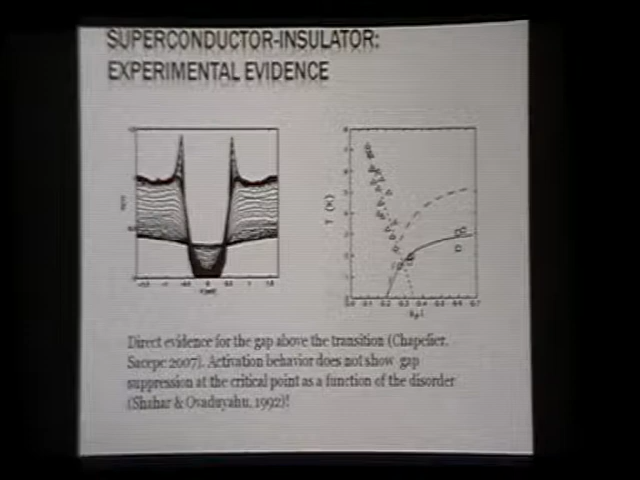 SUPERCONDUCTOR-INSULATOR:
EXPERIMENTAL EVIDENCE
T (K)
Direct evidence for the gap above the transition (Chapelier,
Sacepe 2007). Activation behavior does not show gap
suppression at the critical point as a function of the disorder
(Shahar & Ovaduyahu, 1992)!